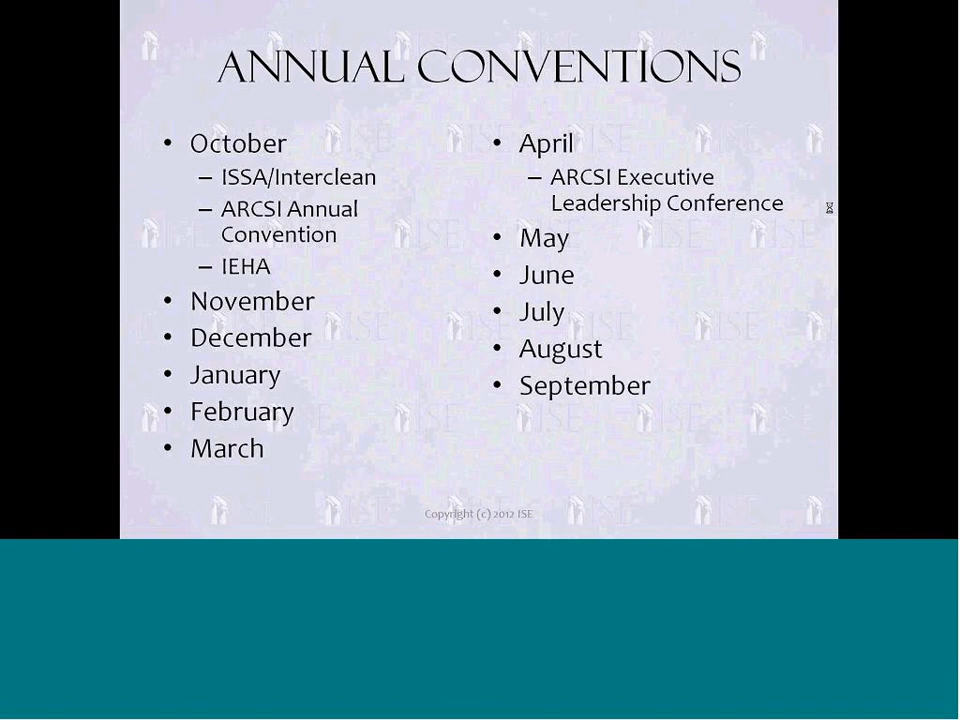 ANNUAL CONVENTIONS
• October
– ISSA/Interclean
– ARCSI Annual
Convention
– IEHA
• November
• December
• January
• February
• March
• April
– ARCSI Executive
Leadership Conference
• May
• June
• July
• August
• September
Copyright (c) 2012 ISE